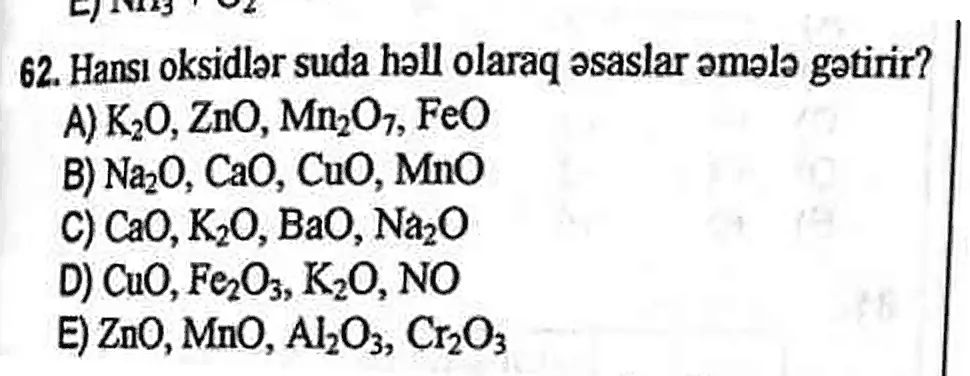 62. Hansı oksidlər suda həll olaraq əsaslar əmələ gətirir?
A) K₂O, ZnO, Mn₂O₇, FeO
B) Na₂O, CaO, CuO, MnO
C) CaO, K₂O, BaO, Na₂O
D) CuO, Fe₂O₃, K₂O, NO
E) ZnO, MnO, Al₂O₃, Cr₂O₃